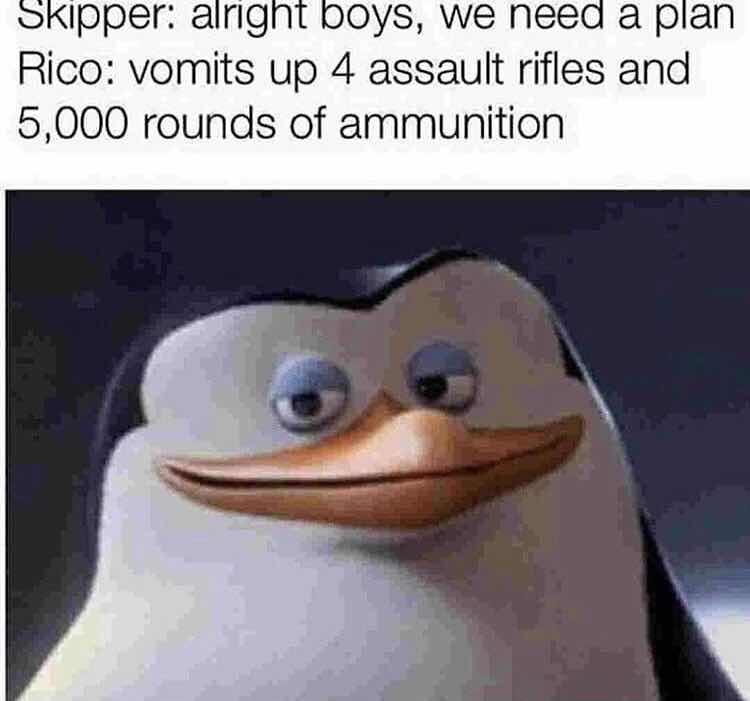 Skipper: alright boys, we need a plan
Rico: vomits up 4 assault rifles and
5,000 rounds of ammunition